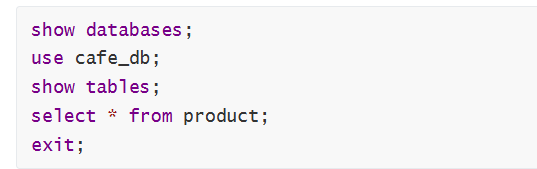 show databases;
use cafe_db;
show tables;
select * from product;
exit;